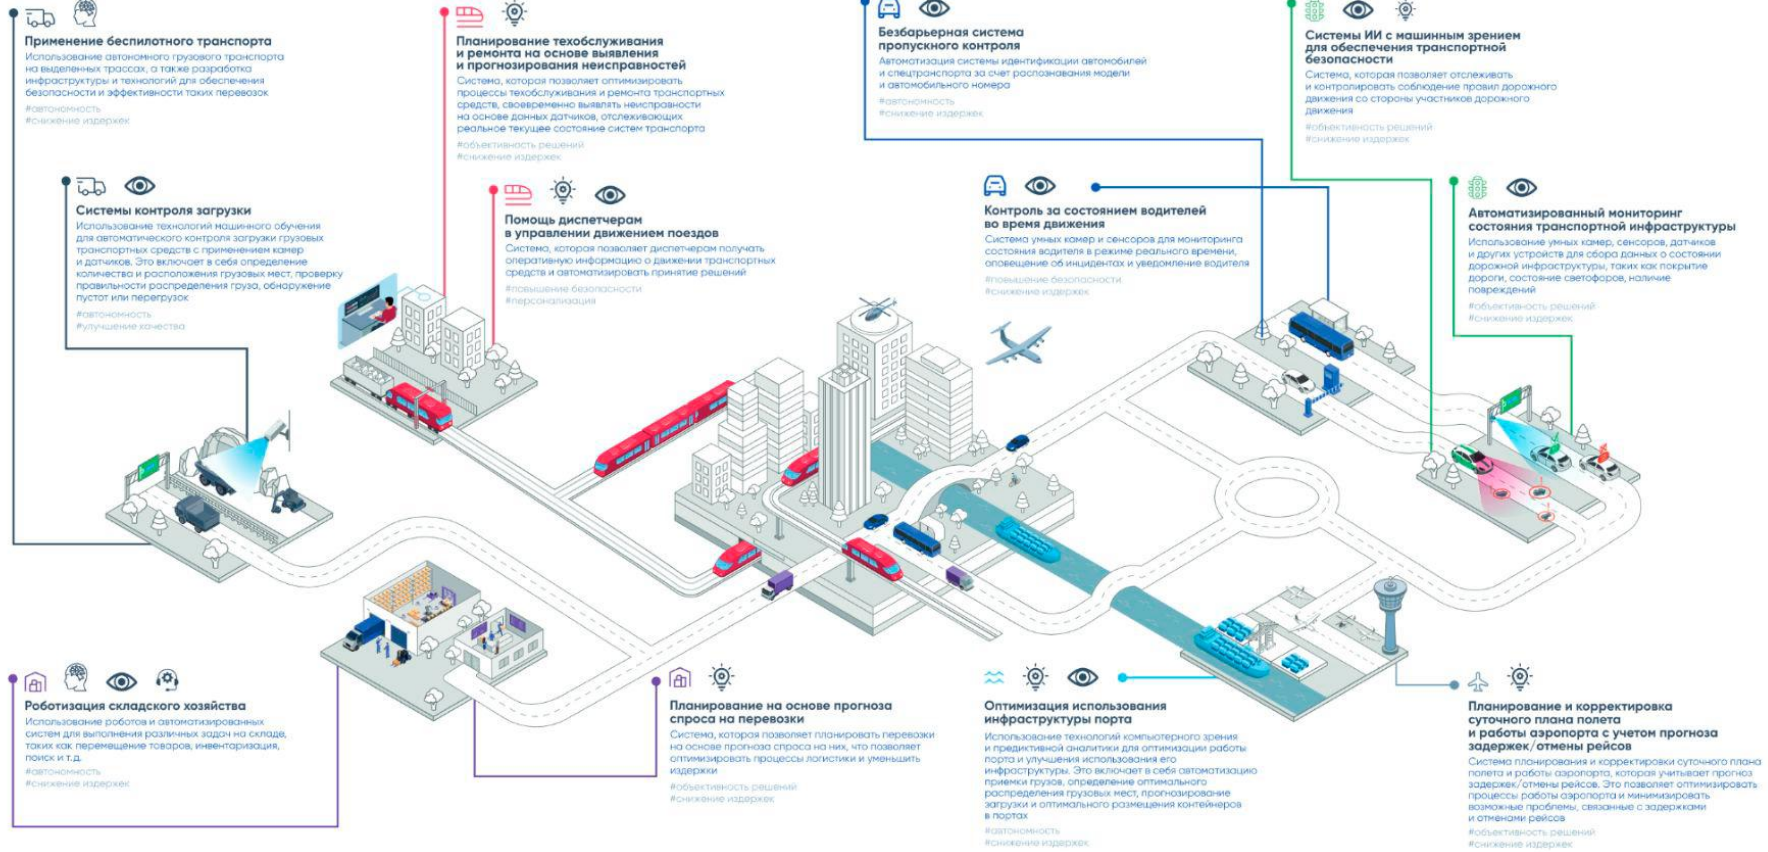 Применение беспилотного транспорта
Использование автономного грузового транспорта
на выделенных трассах, а также разработка
инфраструктуры и технологий для обеспечения
безопасности и эффективности таких перевозок
#автономность
#снижение издержек
Планирование техобслуживания
и ремонта на основе выявления
и прогнозирования неисправностей
Система, которая позволяет оптимизировать
процессы техобслуживания и ремонта транспортных
средств, своевременно выявлять неисправности
на основе данных датчиков, отслеживающих
реальное текущее состояние систем транспорта
#объективность решений
#снижение издержек
Безбарьерная система
пропускного контроля
Автоматизация системы идентификации автомобилей
и спецтранспорта за счет распознавания модели
и автомобильного номера
#автономность
#снижение издержек
Системы ИИ с машинным зрением
для обеспечения транспортной
безопасности
Система, которая позволяет отслеживать
и контролировать соблюдение правил дорожного
движения со стороны участников дорожного
движения
#объективность решений
#снижение издержек
Системы контроля загрузки
Использование технологий машинного обучения
для автоматического контроля загрузки грузовых
транспортных средств с применением камер
и датчиков. Это включает в себя определение
количества и расположения грузовых мест, проверку
правильности распределения груза, обнаружение
пустот или перегрузок
#автономность
#улучшение качества
Помощь диспетчерам
в управлении движением поездов
Система, которая позволяет диспетчерам получать
оперативную информацию о движении транспортных
средств и автоматизировать принятие решений
#повышение безопасности
#персонализация
Контроль за состоянием водителей
во время движения
Система умных камер и сенсоров для мониторинга
состояния водителя в режиме реального времени,
оповещение об инцидентах и уведомление водителя
#повышение безопасности
#снижение издержек
Автоматизированный мониторинг
состояния транспортной инфраструктуры
Использование умных камер, сенсоров, датчиков
и других устройств для сбора данных о состоянии
дорожной инфраструктуры, таких как покрытие
дороги, состояние светофоров, наличие
повреждений
#объективность решений
#снижение издержек
Роботизация складского хозяйства
Использование роботов и автоматизированных
систем для выполнения различных задач на складе,
таких как перемещение товаров, инвентаризация,
поиск и т.д.
#автономность
#снижение издержек
Планирование на основе прогноза
спроса на перевозки
Система, которая позволяет планировать перевозки
на основе прогноза спроса на них, что позволяет
оптимизировать процессы логистики и уменьшить
издержки
#объективность решений
#снижение издержек
Оптимизация использования
инфраструктуры порта
Использование технологий компьютерного зрения
и предиктивной аналитики для оптимизации работы
порта и улучшения использования его
инфраструктуры. Это включает в себя автоматизацию
приемки грузов, определение оптимального
распределения грузовых мест, прогнозирование
загрузки и оптимального размещения контейнеров
в портах
#автономность
#снижение издержек
Планирование и корректировка
суточного плана полета
и работы аэропорта с учетом прогноза
задержек/отмены рейсов
Система планирования и корректировки суточного плана
полета и работы аэропорта, которая учитывает прогноз
задержек/отмены рейсов. Это позволяет оптимизировать
процессы работы аэропорта и минимизировать
возможные проблемы, связанные с задержками
и отменами рейсов
#объективность решений
#снижение издержек